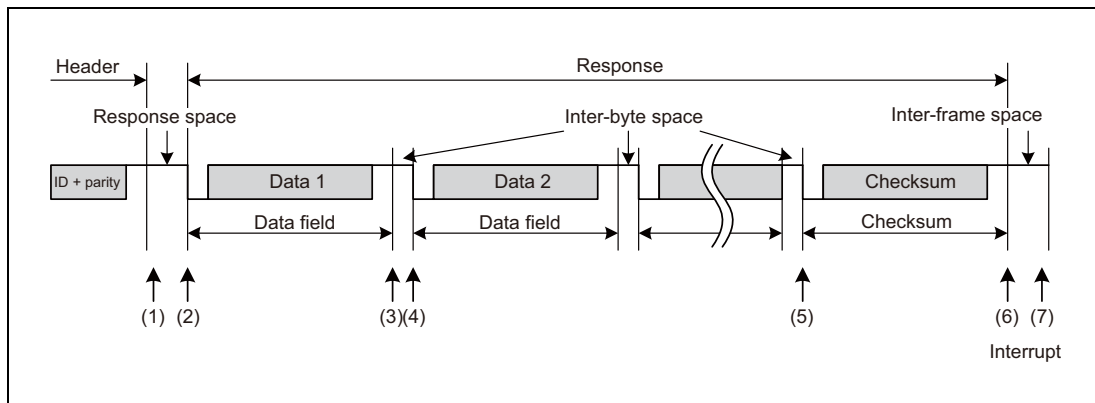 Header
Response
Response space
Inter-byte space
Inter-frame space
ID + parity
Data 1
Data 2
Checksum
Data field
Data field
Checksum
(1)
(2)
(3)
(4)
(5)
(6)
(7)
Interrupt